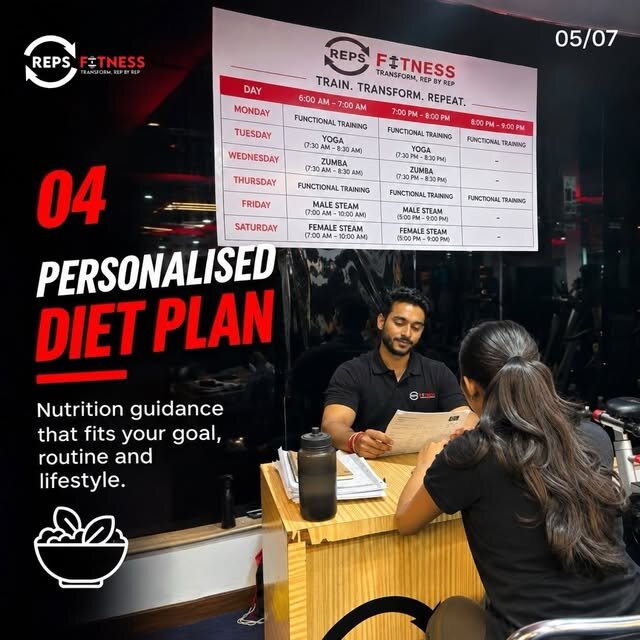 REPS FITNESS
TRANSFORM, REP BY REP
05/07
REPS FITNESS
TRANSFORM, REP BY REP
TRAIN. TRANSFORM. REPEAT.
DAY 6:00 AM – 7:00 AM 7:00 PM – 8:00 PM 8:00 PM – 9:00 PM
MONDAY FUNCTIONAL TRAINING FUNCTIONAL TRAINING FUNCTIONAL TRAINING
TUESDAY YOGA YOGA –
(7:30 AM – 8:30 AM) (7:30 PM – 8:30 PM)
WEDNESDAY ZUMBA ZUMBA –
(7:30 AM – 8:30 AM) (7:30 PM – 8:30 PM)
THURSDAY FUNCTIONAL TRAINING FUNCTIONAL TRAINING FUNCTIONAL TRAINING
FRIDAY MALE STEAM MALE STEAM –
(7:00 AM – 10:00 AM) (5:00 PM – 9:00 PM)
SATURDAY FEMALE STEAM FEMALE STEAM –
(7:00 AM – 10:00 AM) (5:00 PM – 9:00 PM)
04
PERSONALISED
DIET PLAN
Nutrition guidance
that fits your goal,
routine and
lifestyle.
REPS FITNESS